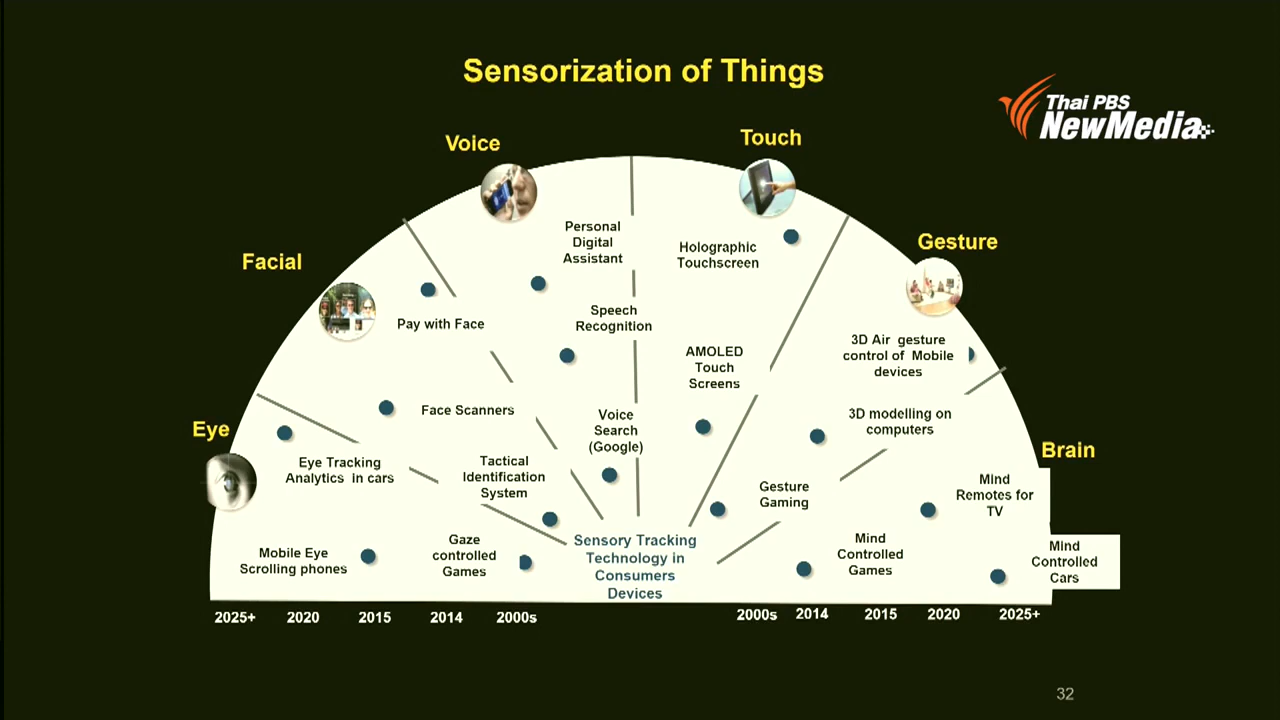 Sensorization of Things
Thai PBS
NewMedia
Voice
Touch
Facial
Gesture
Eye
Brain
Personal
Digital
Assistant
Holographic
Touchscreen
Pay with Face
Speech
Recognition
AMOLED
Touch
Screens
3D Air gesture
control of Mobile
devices
Face Scanners
Voice
Search
(Google)
3D modelling on
computers
Eye Tracking
Analytics in cars
Tactical
Identification
System
Gesture
Gaming
Mind
Remotes for
TV
Mobile Eye
Scrolling phones
Gaze
controlled
Games
Sensory Tracking
Technology in
Consumers
Devices
Mind
Controlled
Games
Mind
Controlled
Cars
2025+ 2020 2015 2014 2000s 2000s 2014 2015 2020 2025+
32